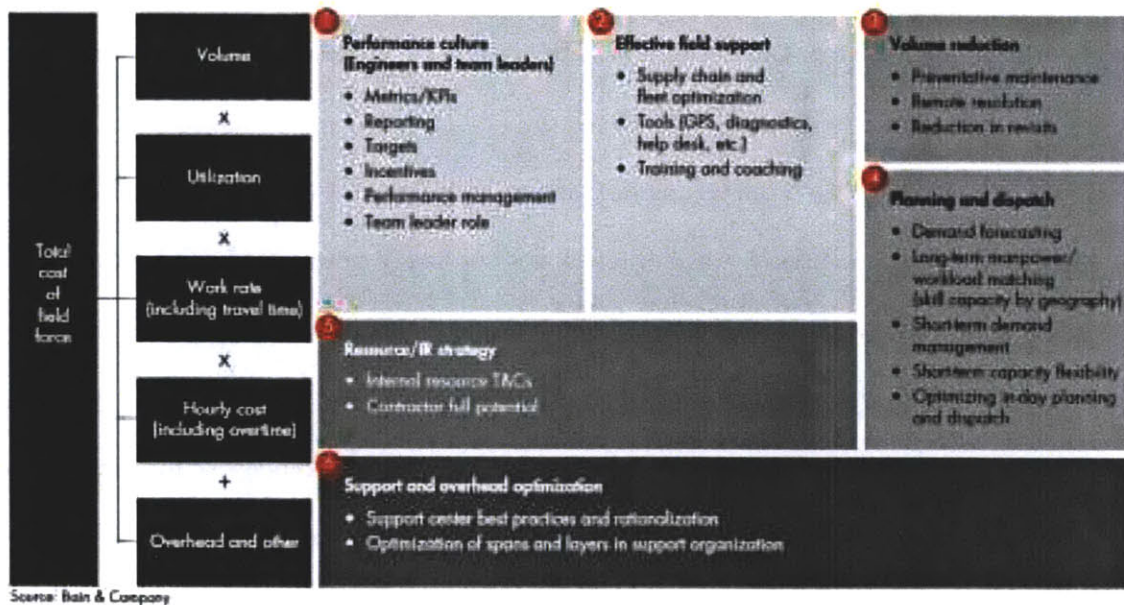 Total
cost
of
field
force
Volume
x
Utilization
x
Work rate
(including travel time)
x
Hourly cost
(including overtime)
+
Overhead and other
1
Performance culture
(Engineers and team leaders)
• Metrics/KPIs
• Reporting
• Targets
• Incentives
• Performance management
• Team leader role
2
Effective field support
• Supply chain and
fleet optimization
• Tools (GPS, diagnostics,
help desk, etc.)
• Training and coaching
Volume reduction
• Preventative maintenance
• Remote resolution
• Reduction in revisits
Planning and dispatch
• Demand forecasting
• Long-term manpower/
workload matching
(skill capacity by geography)
• Short-term demand
management
• Short-term capacity flexibility
• Optimizing in-day planning
and dispatch
5
Resource/IR strategy
• Internal resource T&Cs
• Contractor full potential
Support and overhead optimization
• Support center best practices and rationalization
• Optimization of spans and layers in support organization
Source: Bain & Company